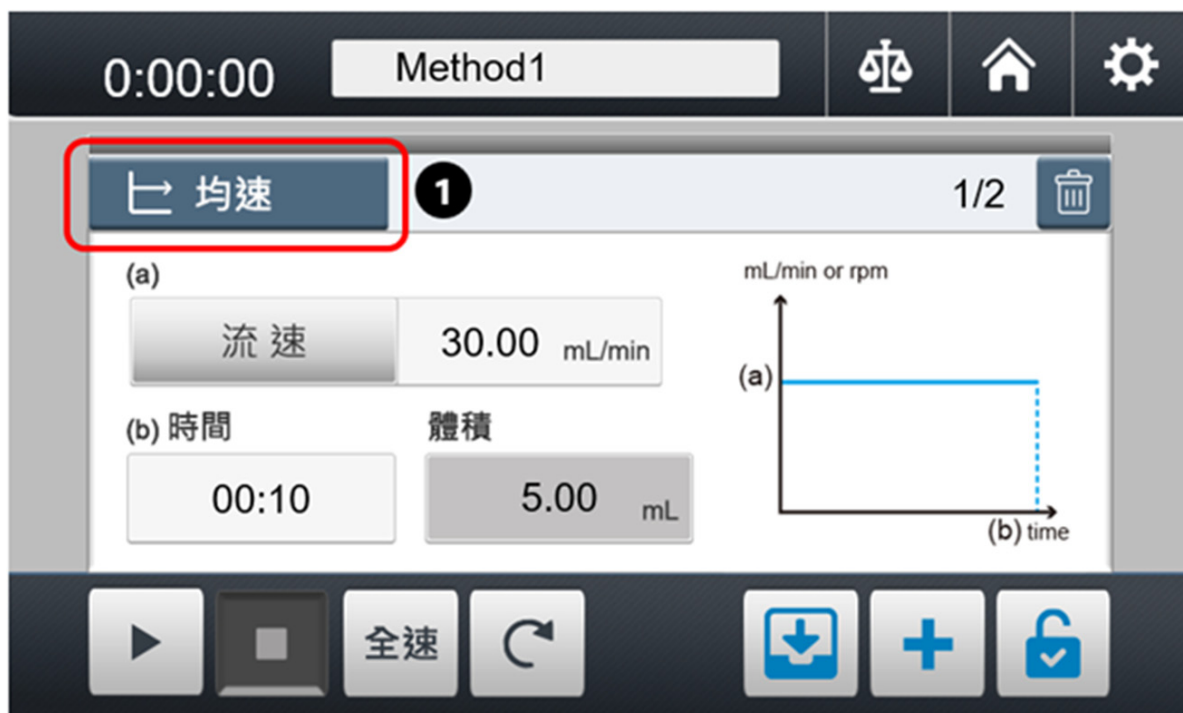 0:00:00 Method1
均速 1 1/2
(a) mL/min or rpm
流速 30.00 mL/min
(a)
(b) 時間 體積
00:10 5.00 mL
(b) time
全速